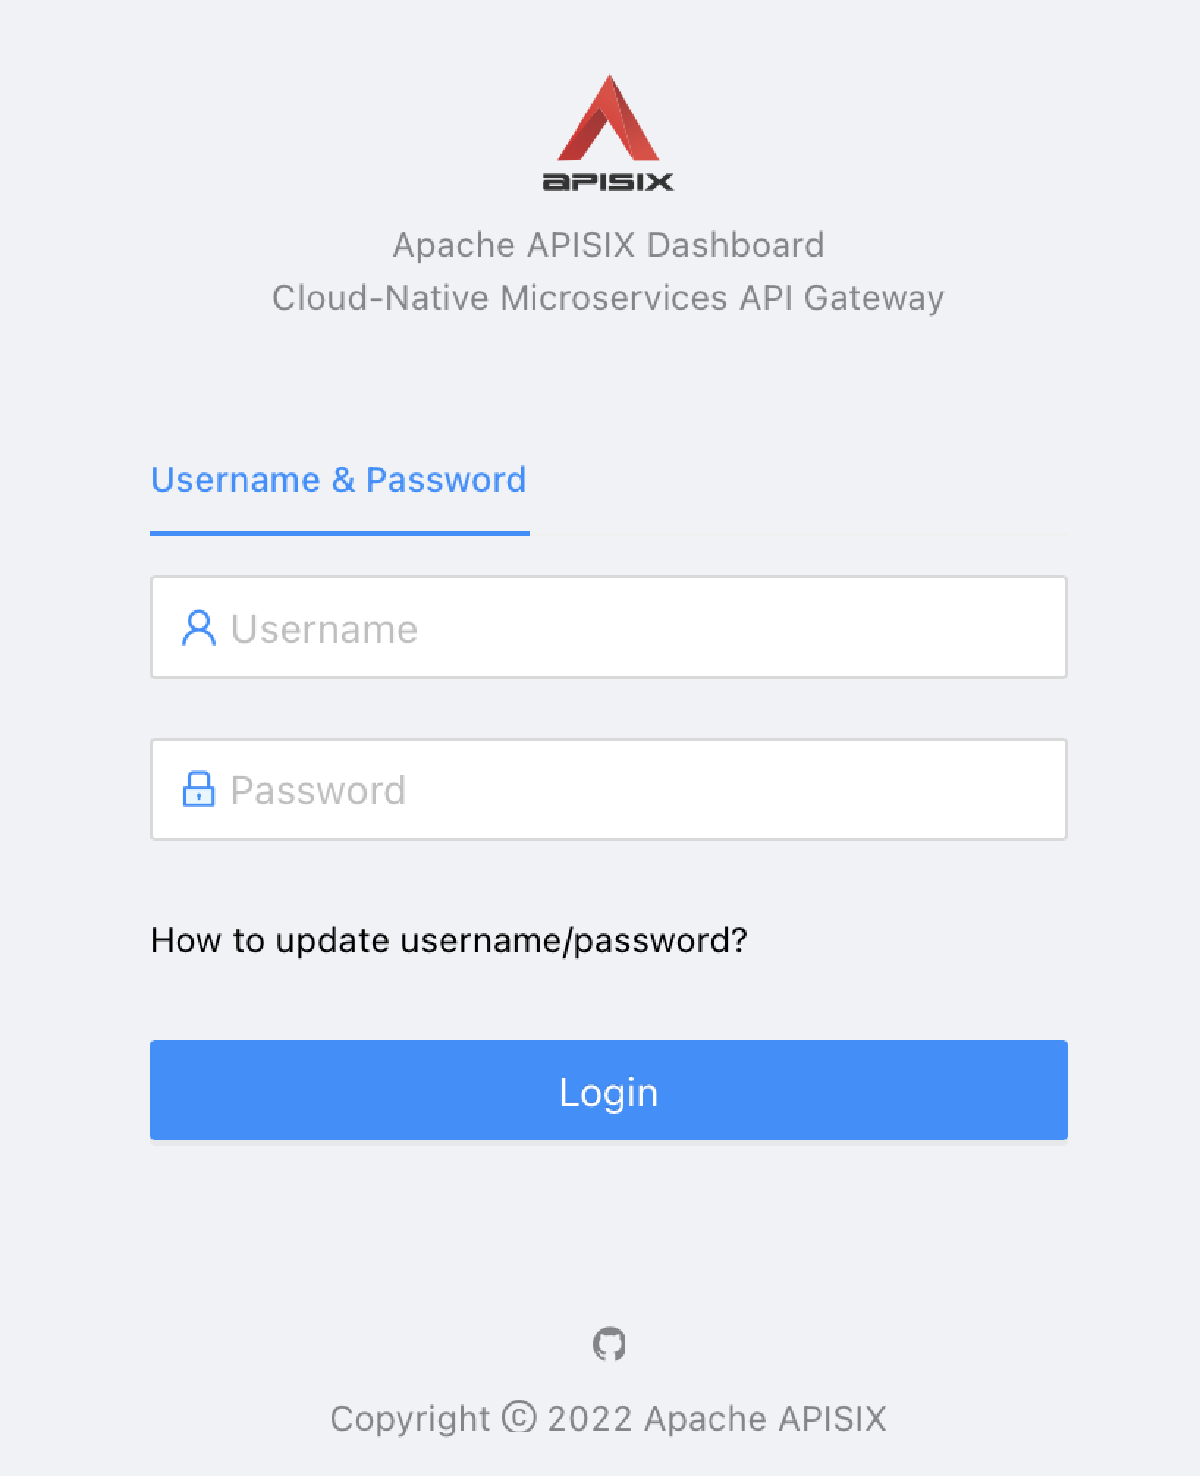 APISIX
Apache APISIX Dashboard
Cloud-Native Microservices API Gateway
Username & Password
Username
Password
How to update username/password?
Login
Copyright © 2022 Apache APISIX